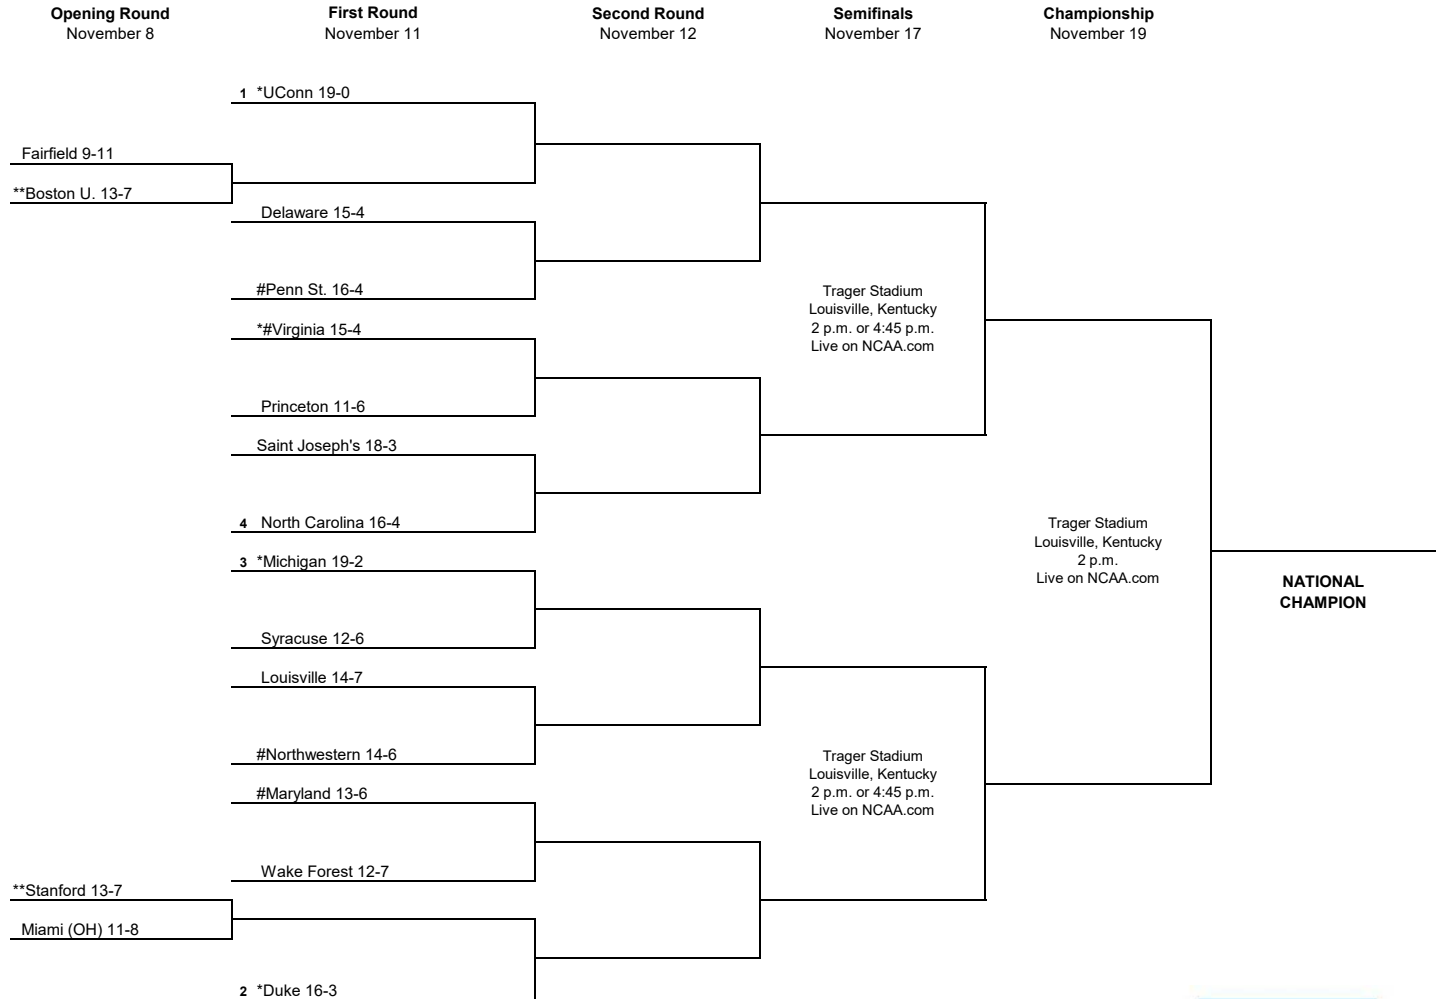 Opening Round
November 8
First Round
November 11
Second Round
November 12
Semifinals
November 17
Championship
November 19
1 *UConn 19-0
Fairfield 9-11
**Boston U. 13-7
Delaware 15-4
#Penn St. 16-4
*#Virginia 15-4
Princeton 11-6
Saint Joseph's 18-3
4 North Carolina 16-4
3 *Michigan 19-2
Syracuse 12-6
Louisville 14-7
#Northwestern 14-6
#Maryland 13-6
Wake Forest 12-7
**Stanford 13-7
Miami (OH) 11-8
2 *Duke 16-3
Trager Stadium
Louisville, Kentucky
2 p.m. or 4:45 p.m.
Live on NCAA.com
Trager Stadium
Louisville, Kentucky
2 p.m. or 4:45 p.m.
Live on NCAA.com
Trager Stadium
Louisville, Kentucky
2 p.m.
Live on NCAA.com
NATIONAL
CHAMPION